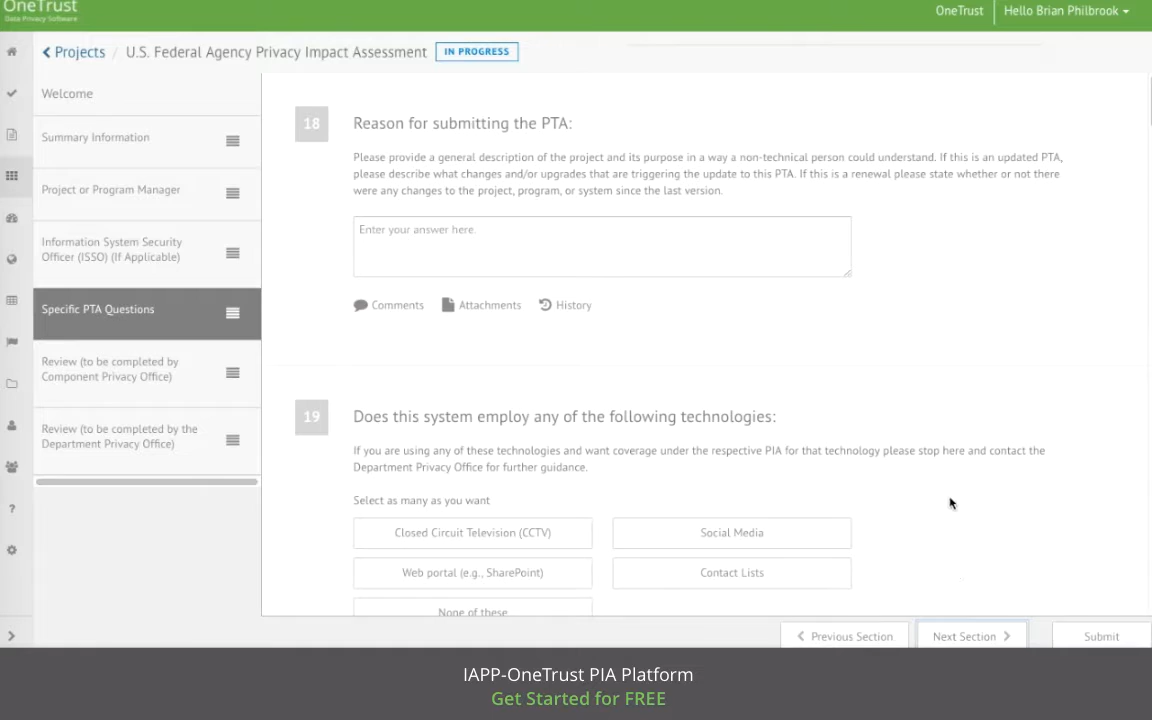 OneTrust
Data Privacy Software
OneTrust
Hello Brian Philbrook
Projects / U.S. Federal Agency Privacy Impact Assessment
IN PROGRESS
Welcome
Summary Information
Project or Program Manager
Information System Security
Officer (ISSO) (If Applicable)
Specific PTA Questions
Review (to be completed by
Component Privacy Office)
Review (to be completed by the
Department Privacy Office)
18
Reason for submitting the PTA:
Please provide a general description of the project and its purpose in a way a non-technical person could understand. If this is an updated PTA,
please describe what changes and/or upgrades that are triggering the update to this PTA. If this is a renewal please state whether or not there
were any changes to the project, program, or system since the last version.
Enter your answer here.
Comments
Attachments
History
19
Does this system employ any of the following technologies:
If you are using any of these technologies and want coverage under the respective PIA for that technology please stop here and contact the
Department Privacy Office for further guidance.
Select as many as you want
Closed Circuit Television (CCTV)
Social Media
Web portal (e.g., SharePoint)
Contact Lists
None of these
Previous Section
Next Section
Submit
IAPP-OneTrust PIA Platform
Get Started for FREE